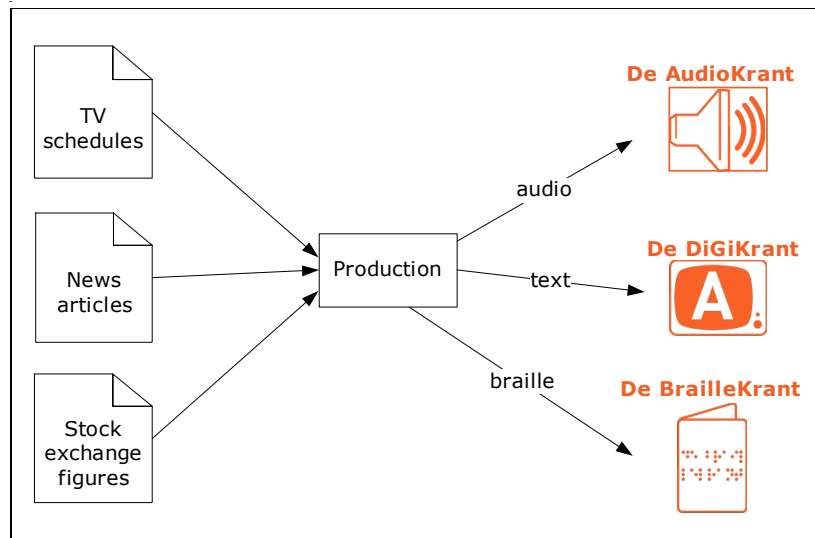 TV
schedules
News
articles
Stock
exchange
figures
Production
audio
text
braille
De AudioKrant
De DiGiKrant
A
De BrailleKrant